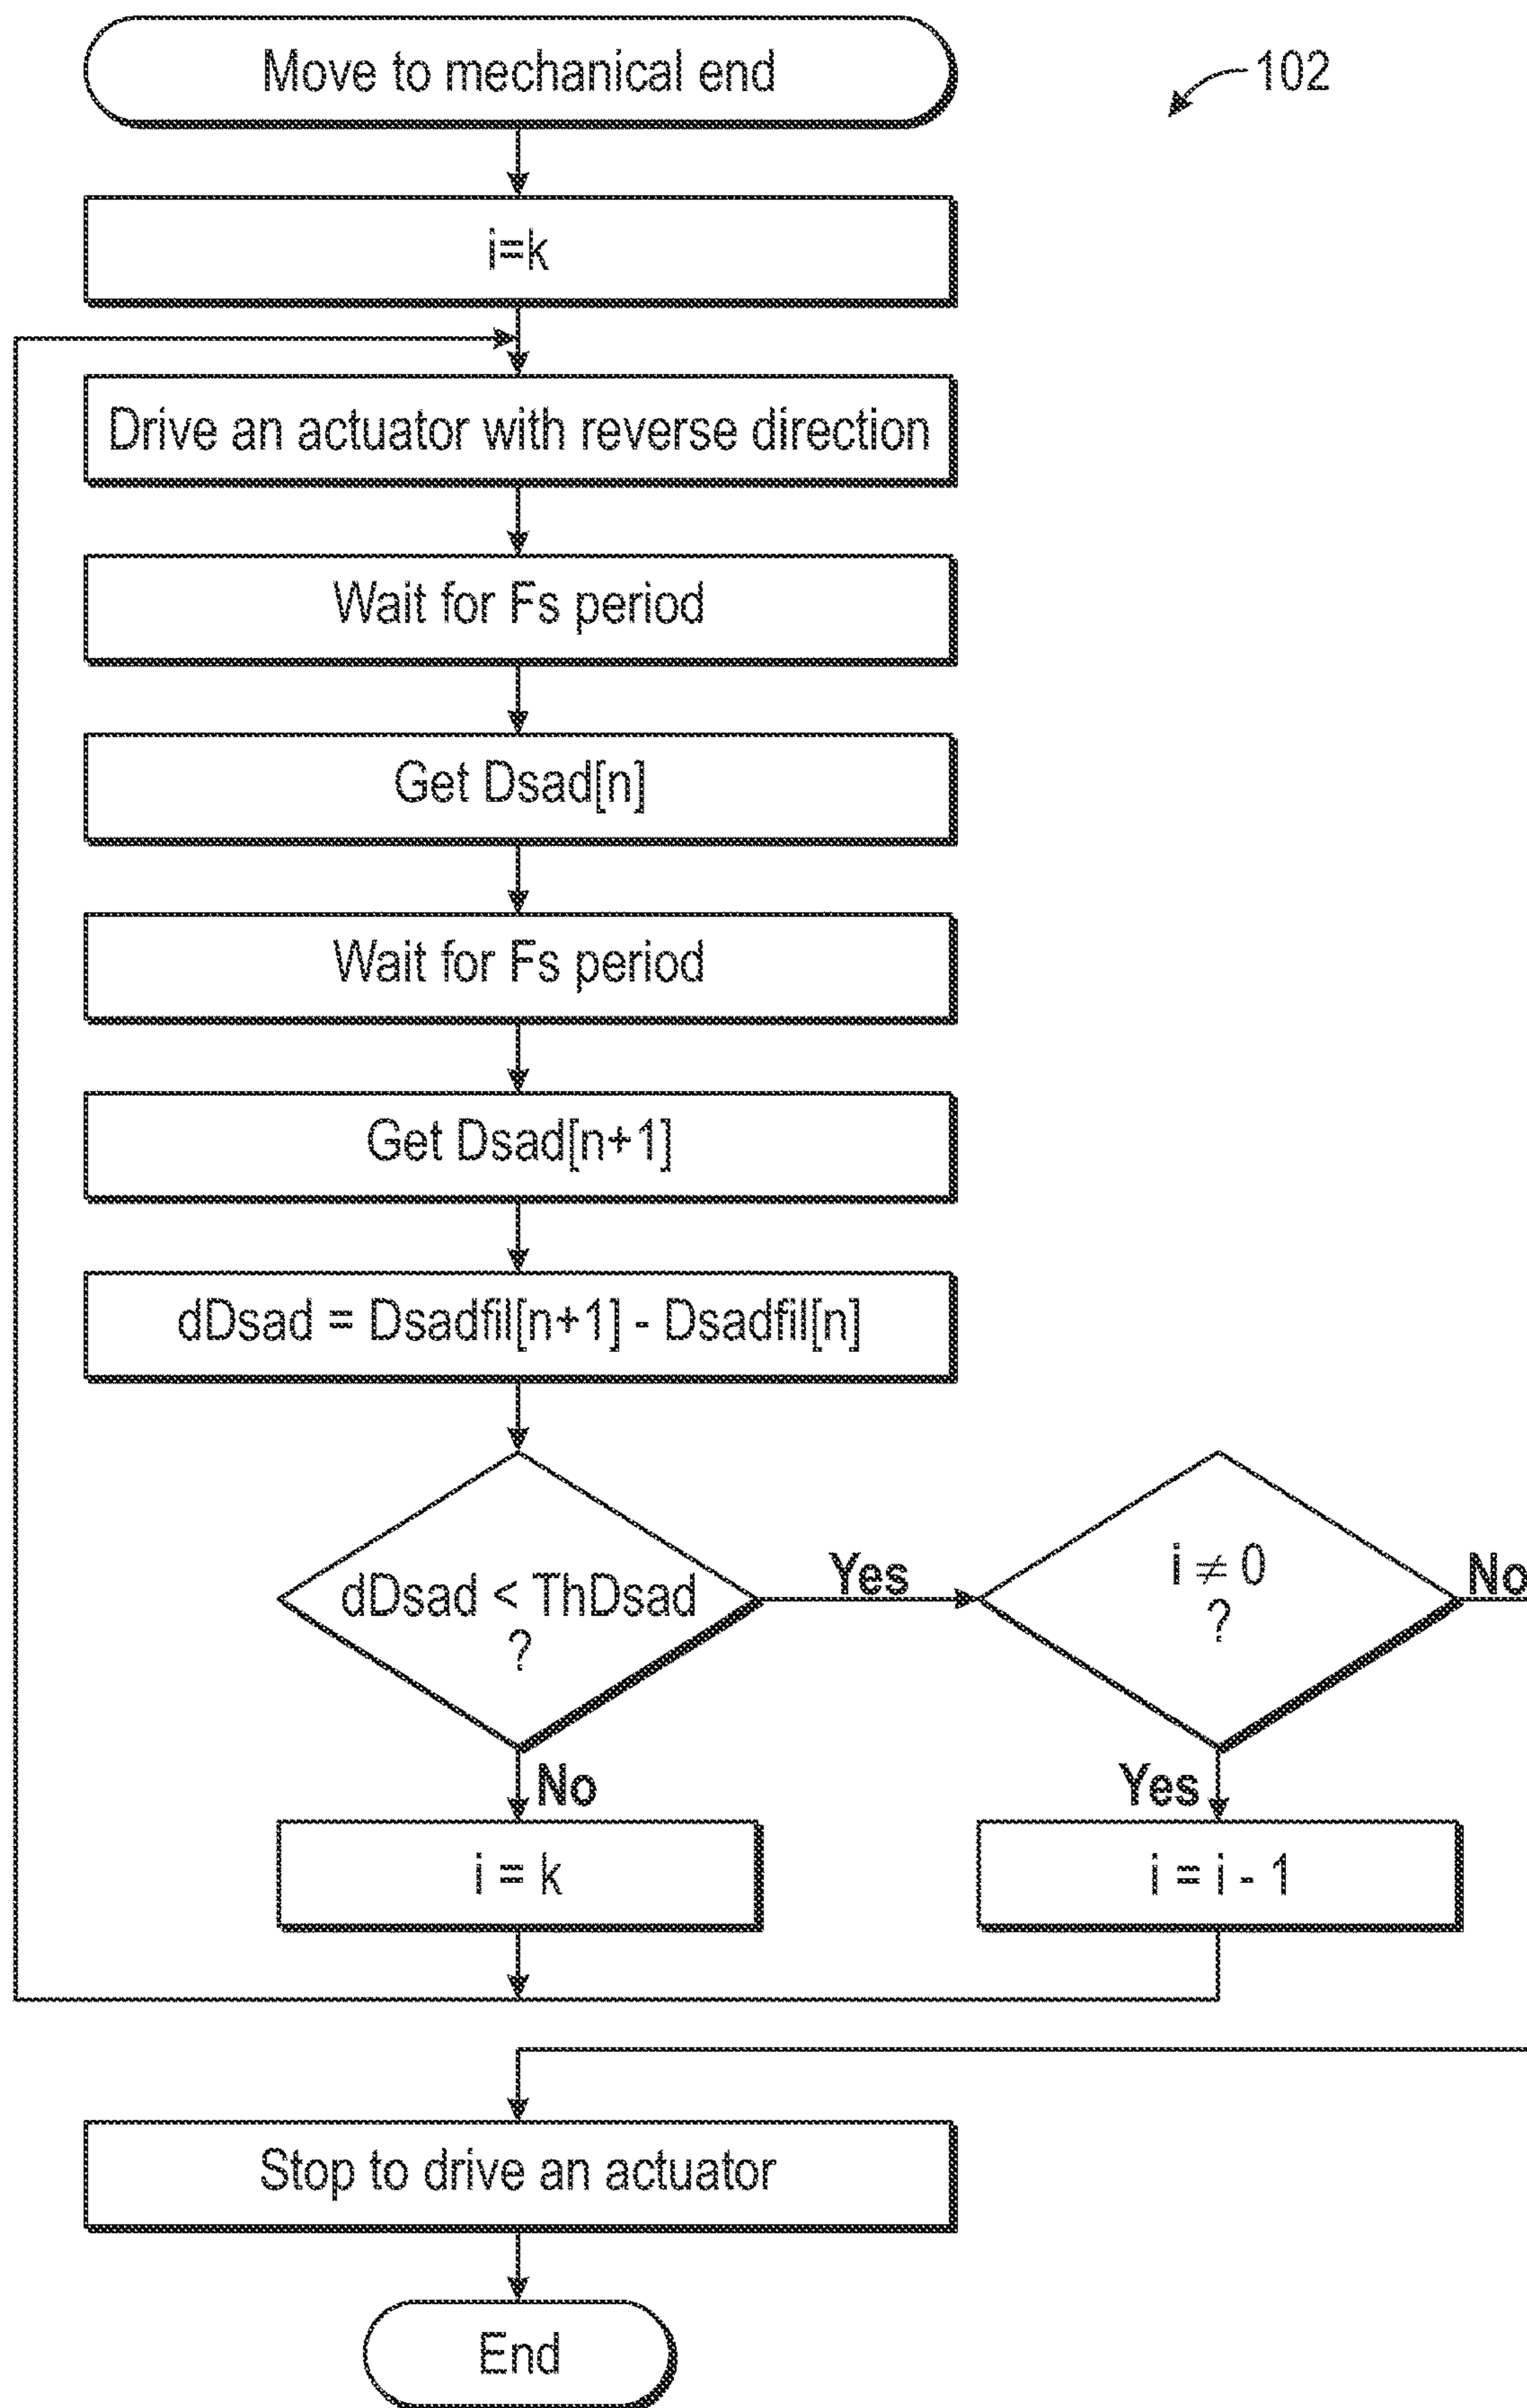 Move to mechanical end
102
i=k
Drive an actuator with reverse direction
Wait for Fs period
Get Dsad[n]
Wait for Fs period
Get Dsad[n+1]
dDsad = Dsadfil[n+1] - Dsadfil[n]
dDsad < ThDsad
?
Yes
i ≠ 0
?
No
No
Yes
i = k
i = i - 1
Stop to drive an actuator
End